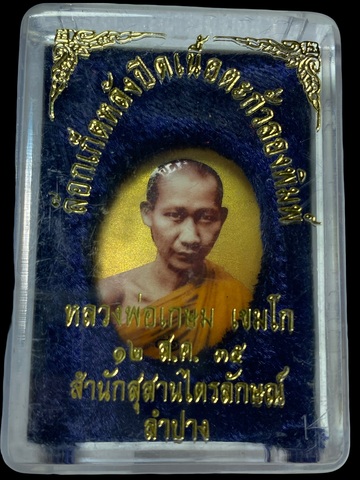 ล๊อกเก็ตหลังปิดเนื้อตะกั่วลองพิมพ์
หลวงพ่อเกษม เขมโก
๑๒ ส.ค. ๓๕
สำนักสุสานไตรลักษณ์
ลำปาง